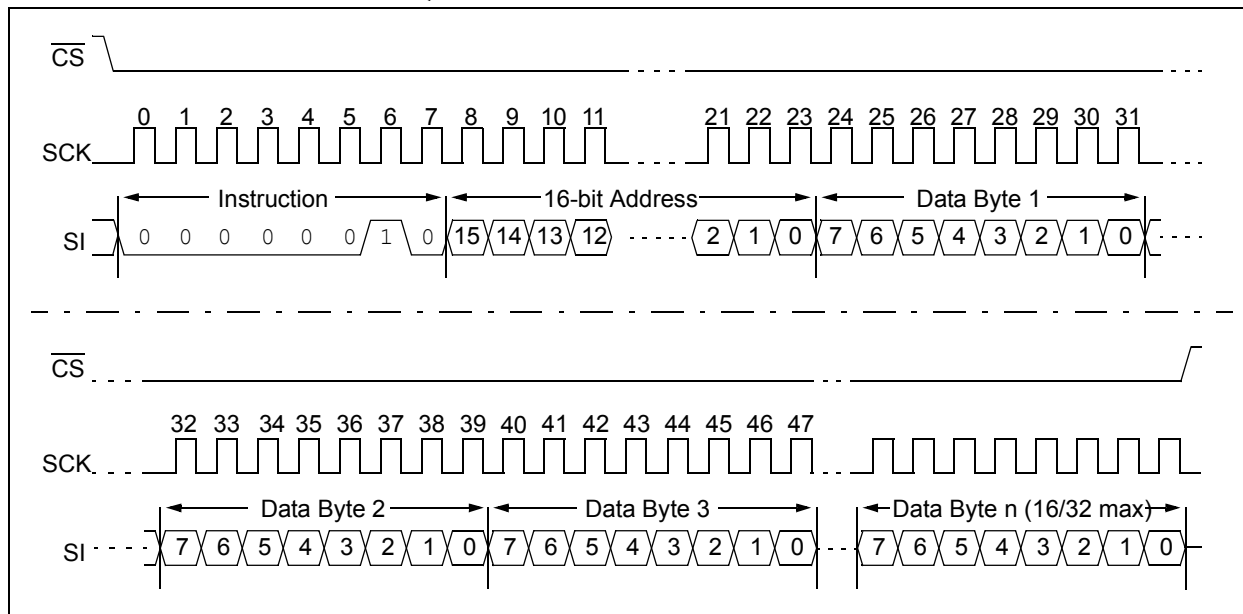 CS
0 1 2 3 4 5 6 7 8 9 10 11 21 22 23 24 25 26 27 28 29 30 31
SCK
Instruction 16-bit Address Data Byte 1
SI 0 0 0 0 0 0 1 0 15 14 13 12 2 1 0 7 6 5 4 3 2 1 0
CS
32 33 34 35 36 37 38 39 40 41 42 43 44 45 46 47
SCK
Data Byte 2 Data Byte 3 Data Byte n (16/32 max)
SI 7 6 5 4 3 2 1 0 7 6 5 4 3 2 1 0 7 6 5 4 3 2 1 0